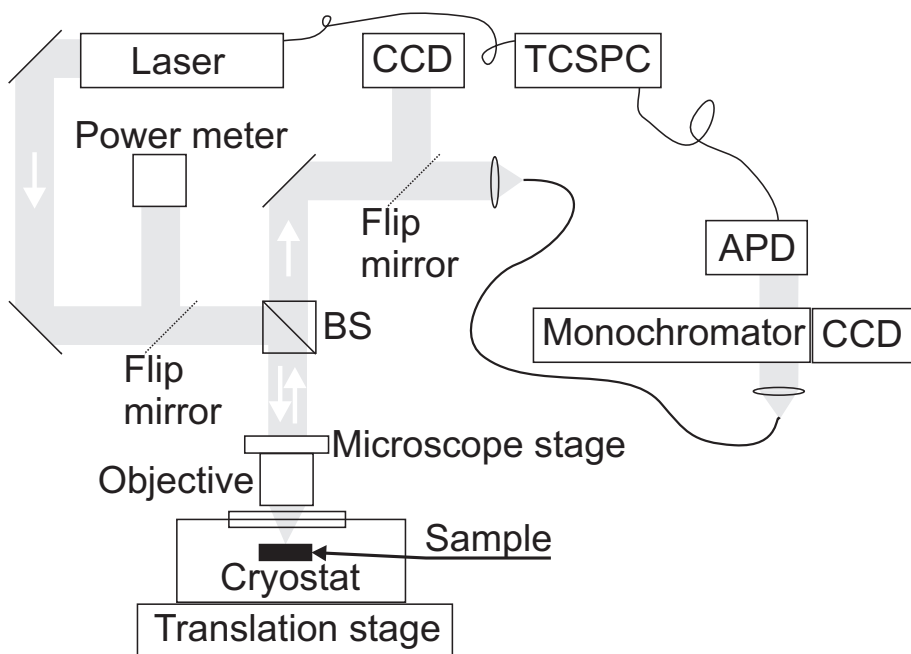 Laser
CCD
TCSPC
Power meter
Flip
mirror
APD
BS
Monochromator
CCD
Flip
mirror
Microscope stage
Objective
Sample
Cryostat
Translation stage